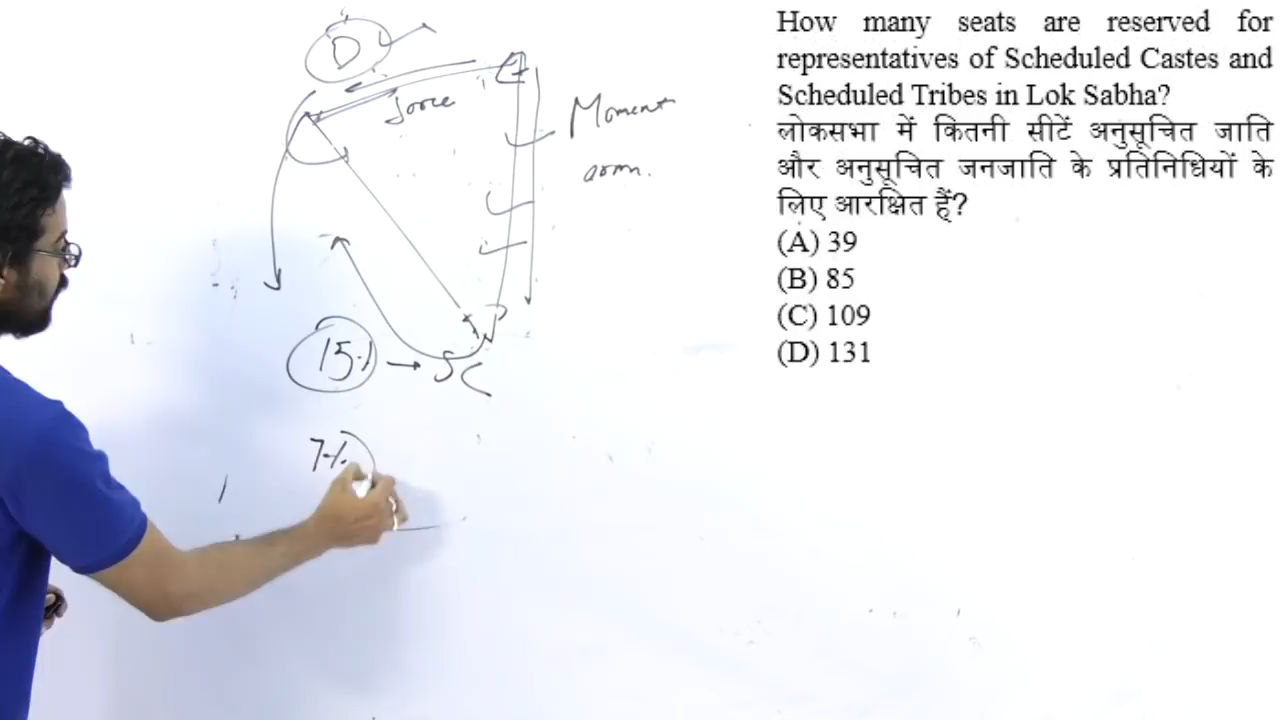 D
force
Moment
arm.
15% → SC
7%
How many seats are reserved for
representatives of Scheduled Castes and
Scheduled Tribes in Lok Sabha?
लोकसभा में कितनी सीटें अनुसूचित जाति
और अनुसूचित जनजाति के प्रतिनिधियों के
लिए आरक्षित हैं?
(A) 39
(B) 85
(C) 109
(D) 131